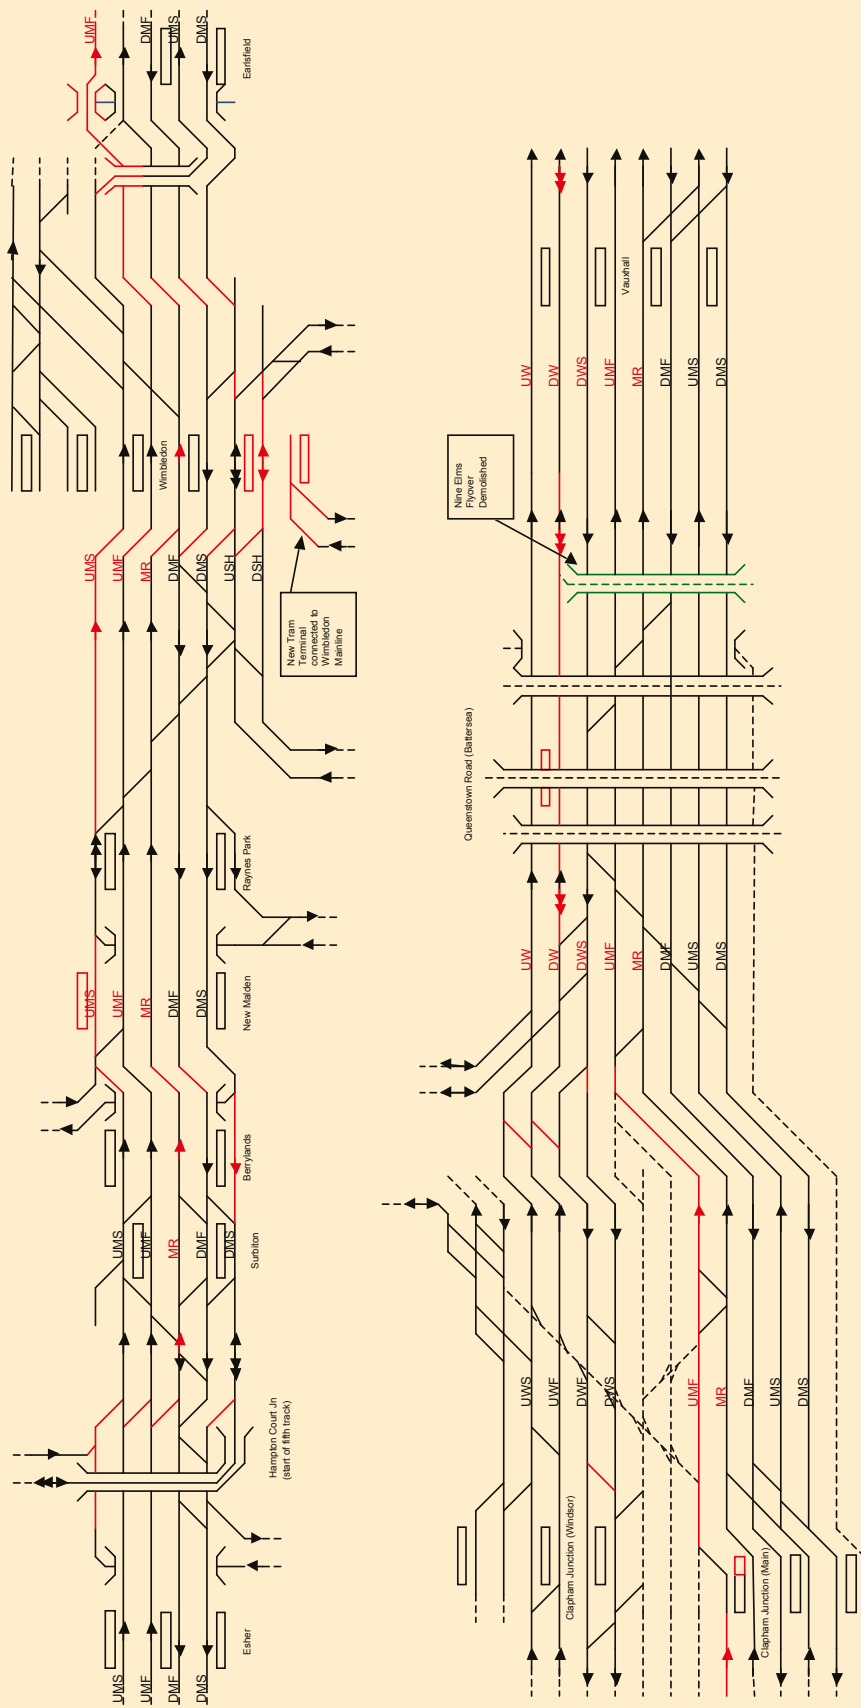 UMF
DMF
UMS
DMS
Earlsfield
Wimbledon
UMS
UMF
MR
DMF
DMS
USH
DSH
New Tram
Terminal
connected to
Wimbledon
Mainline
Raynes Park
UMS
UMF
MR
DMF
DMS
New Malden
Berrylands
UMS
UMF
MR
DMF
DMS
Surbiton
Hampton Court Jn
(start of fifth track)
UMS
UMF
DMF
DMS
Esher
Vauxhall
UW
DW
DWS
UMF
MR
DMF
UMS
DMS
Nine Elms
Flyover
Demolished
Queenstown Road (Battersea)
UW
DW
DWS
UMF
MR
DMF
UMS
DMS
UWS
UWF
DWF
DWS
UMF
MR
DMF
UMS
DMS
Clapham Junction (Windsor)
Clapham Junction (Main)